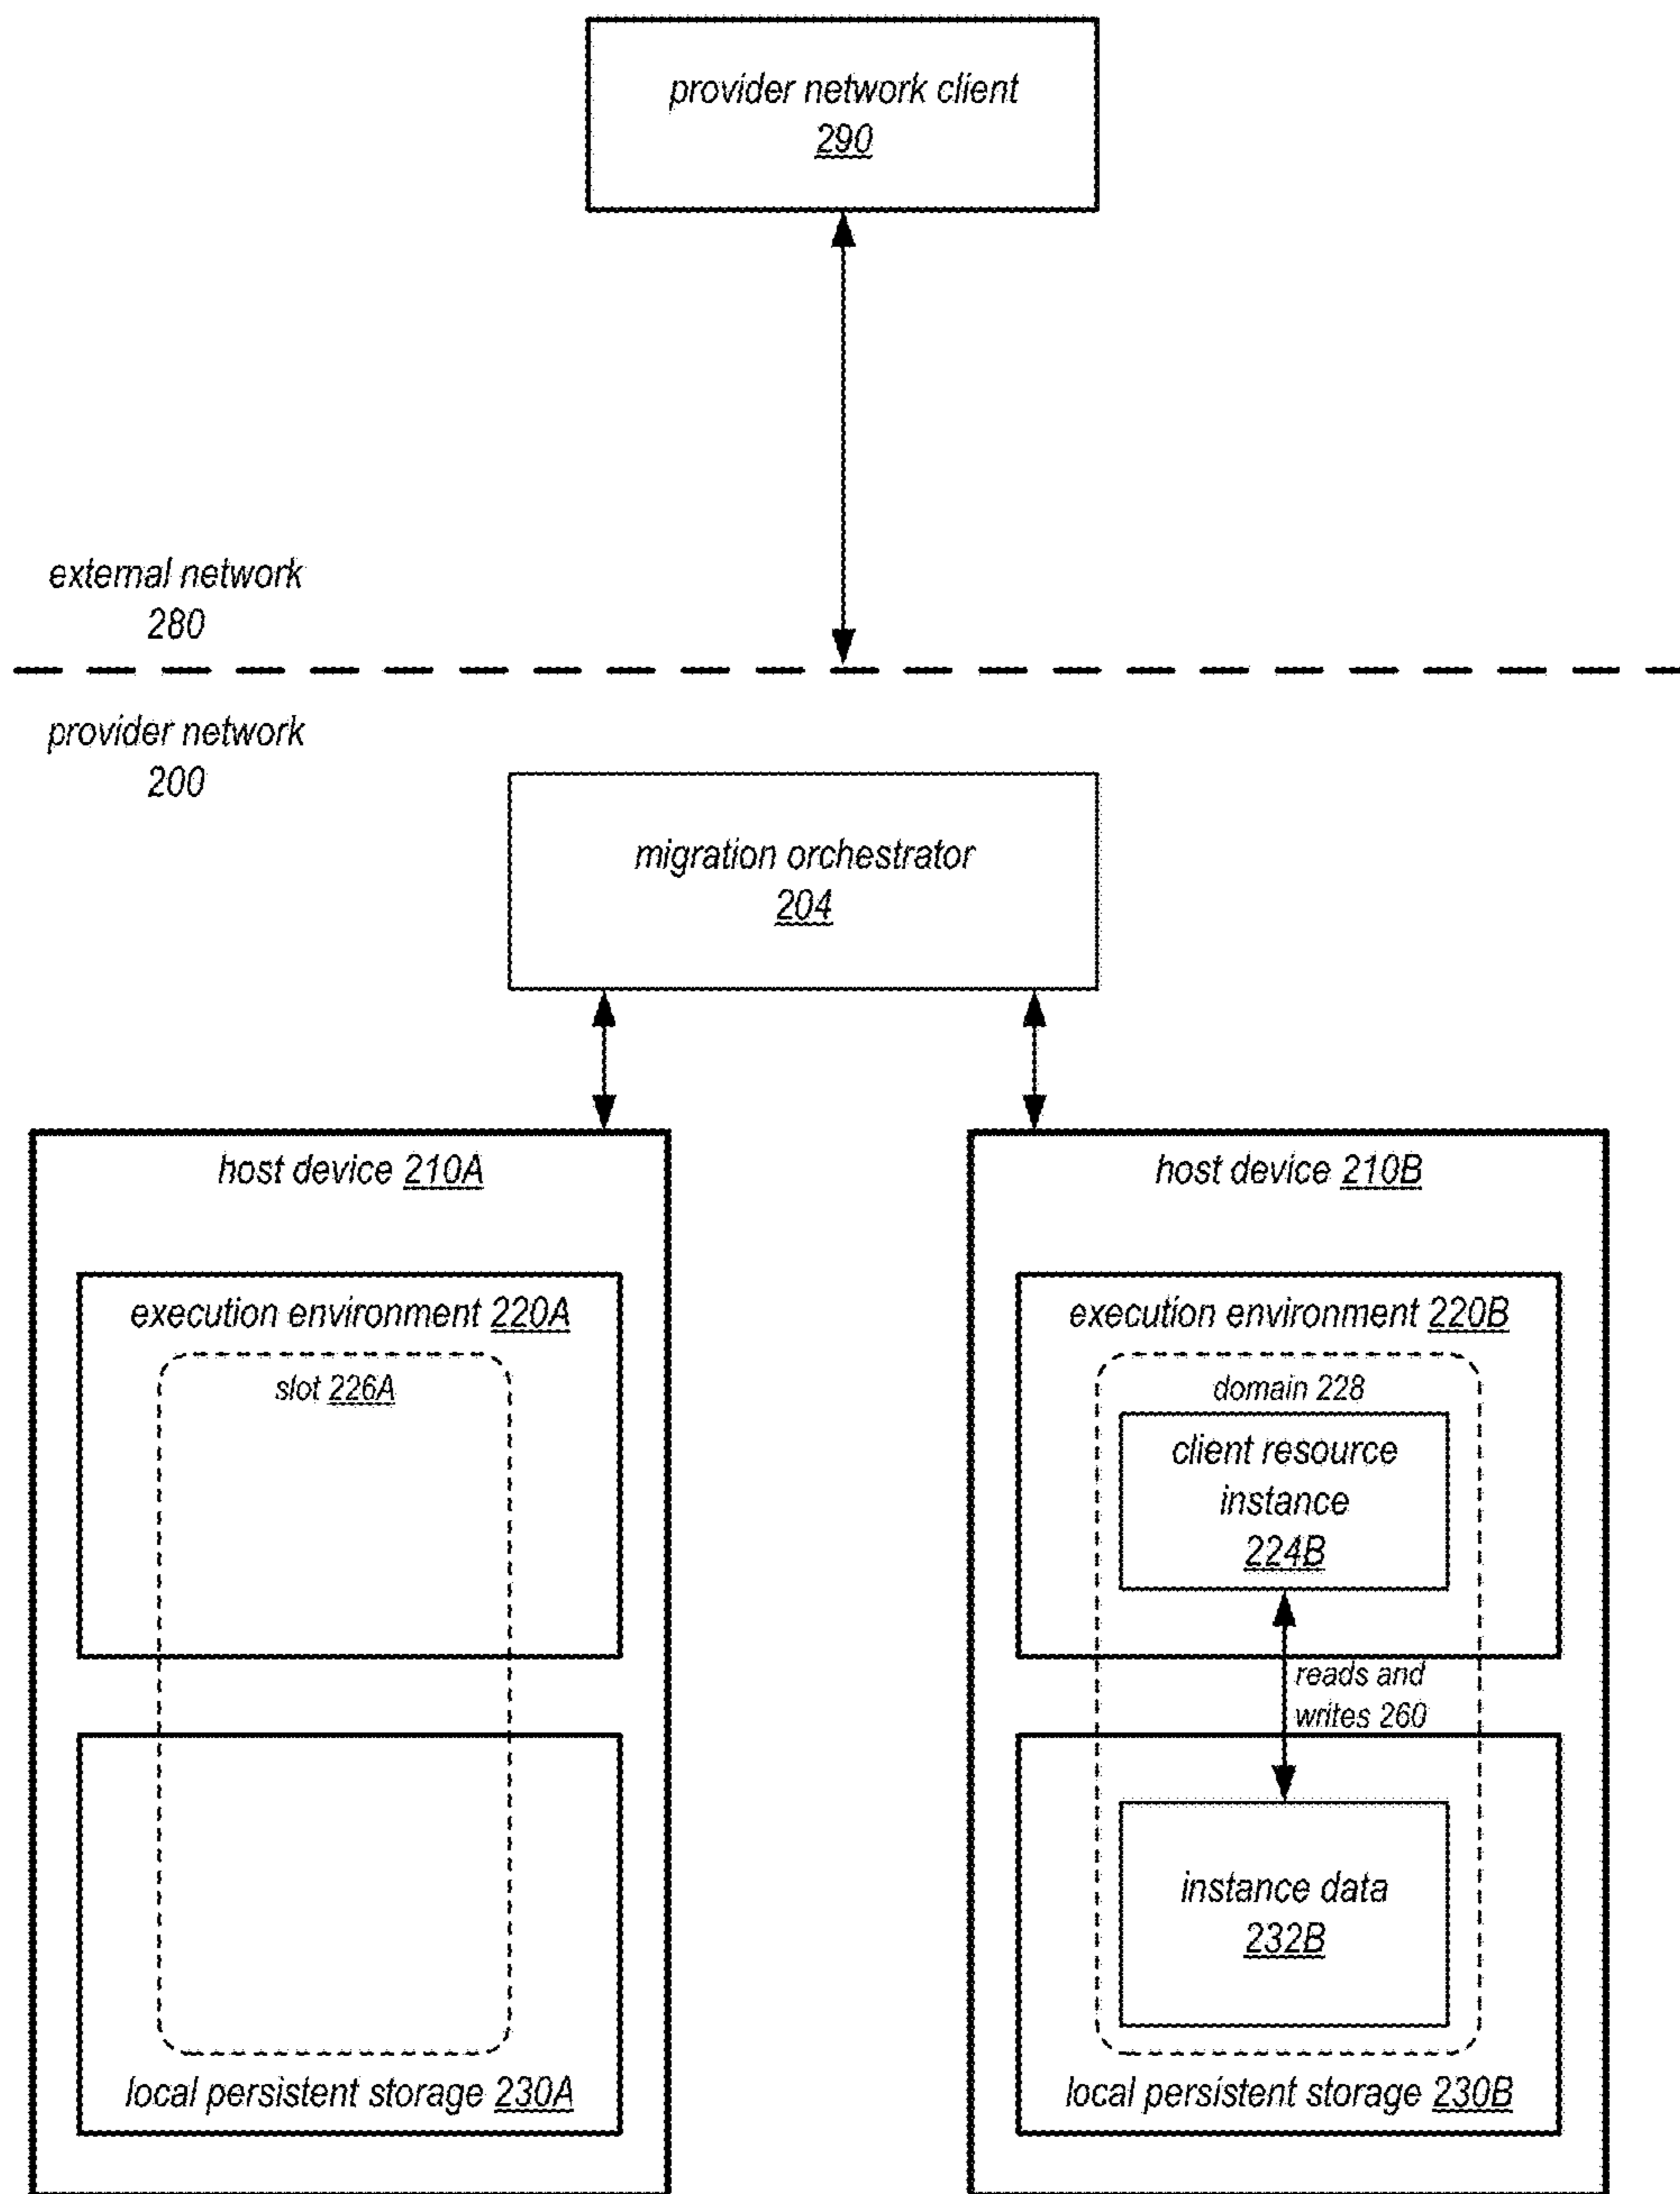 provider network client
290
external network
280
provider network
200
migration orchestrator
204
host device 210A
execution environment 220A
slot 226A
local persistent storage 230A
host device 210B
execution environment 220B
domain 228
client resource
instance
224B
reads and
writes 260
instance data
232B
local persistent storage 230B